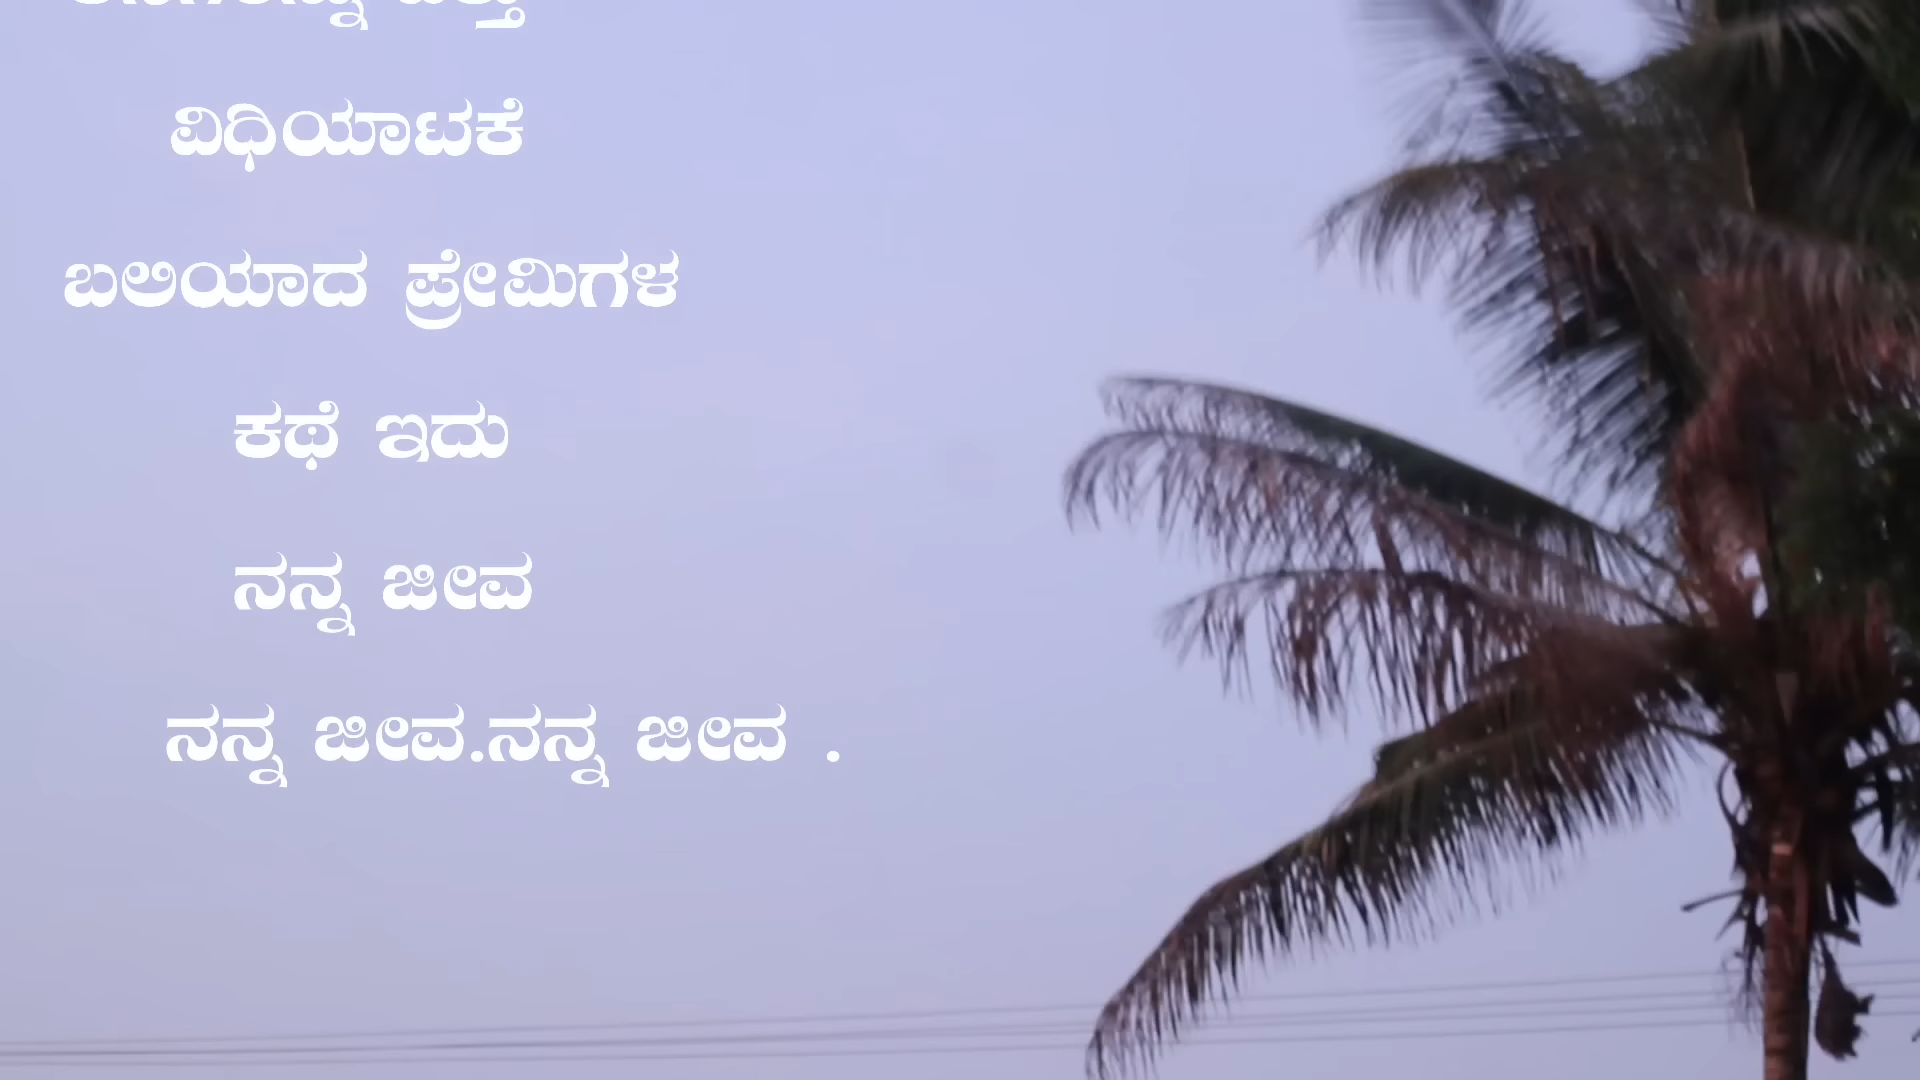 ವಿಧಿಯಾಟಕೆ
ಬಲಿಯಾದ ಪ್ರೇಮಿಗಳ
ಕಥೆ ಇದು
ನನ್ನ ಜೀವ
ನನ್ನ ಜೀವ.ನನ್ನ ಜೀವ .